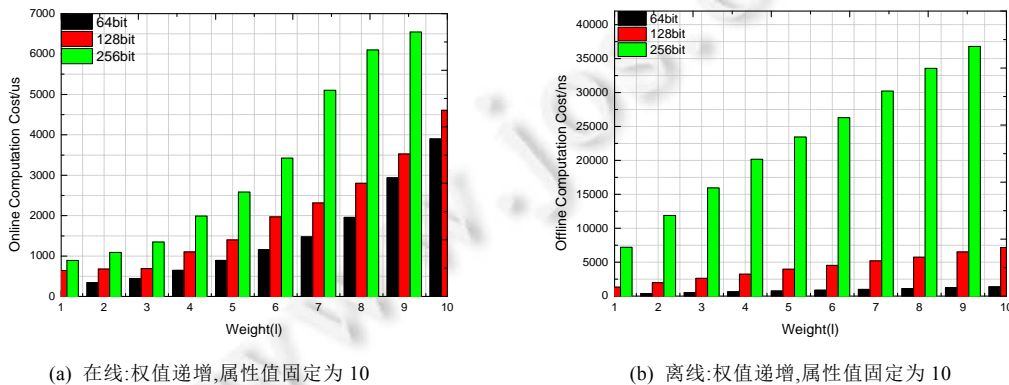 7000
6000
5000
4000
3000
2000
1000
0
Online Computation Cost/us
64bit
128bit
256bit
1 2 3 4 5 6 7 8 9 10
Weight(l)
(a) 在线:权值递增,属性值固定为 10
40000
35000
30000
25000
20000
15000
10000
5000
0
Offline Computation Cost/ns
64bit
128bit
256bit
1 2 3 4 5 6 7 8 9 10
Weight(l)
(b) 离线:权值递增,属性值固定为 10